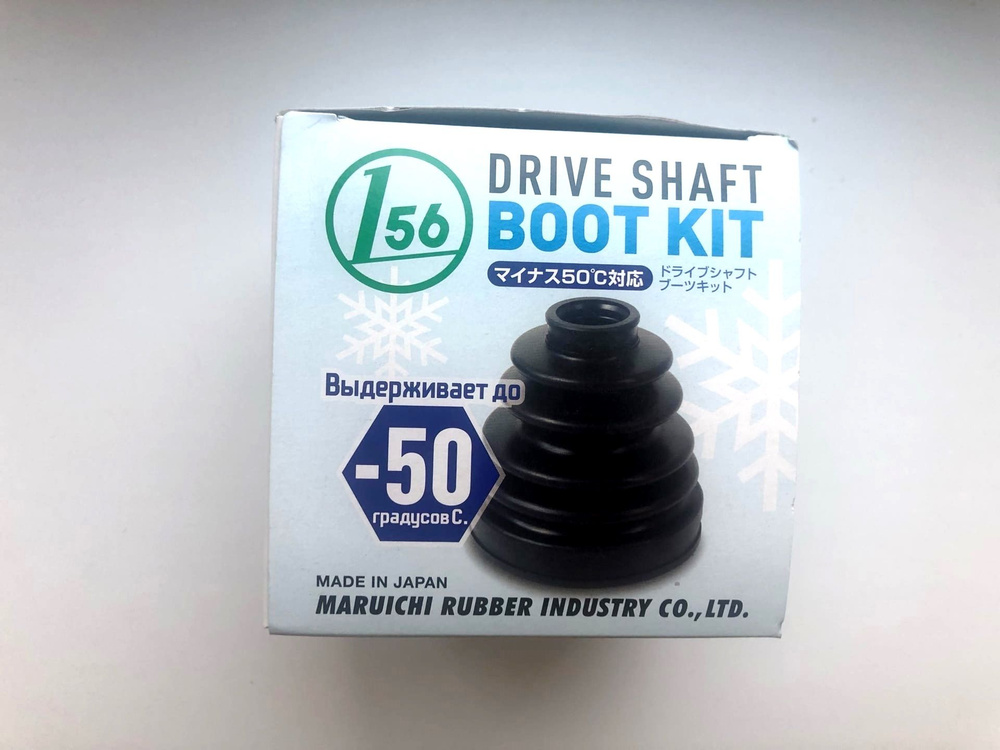 156
DRIVE SHAFT
BOOT KIT
マイナス50℃対応
ドライブシャフト
ブーツキット
Выдерживает до
-50
градусов С.
MADE IN JAPAN
MARUICHI RUBBER INDUSTRY CO., LTD.